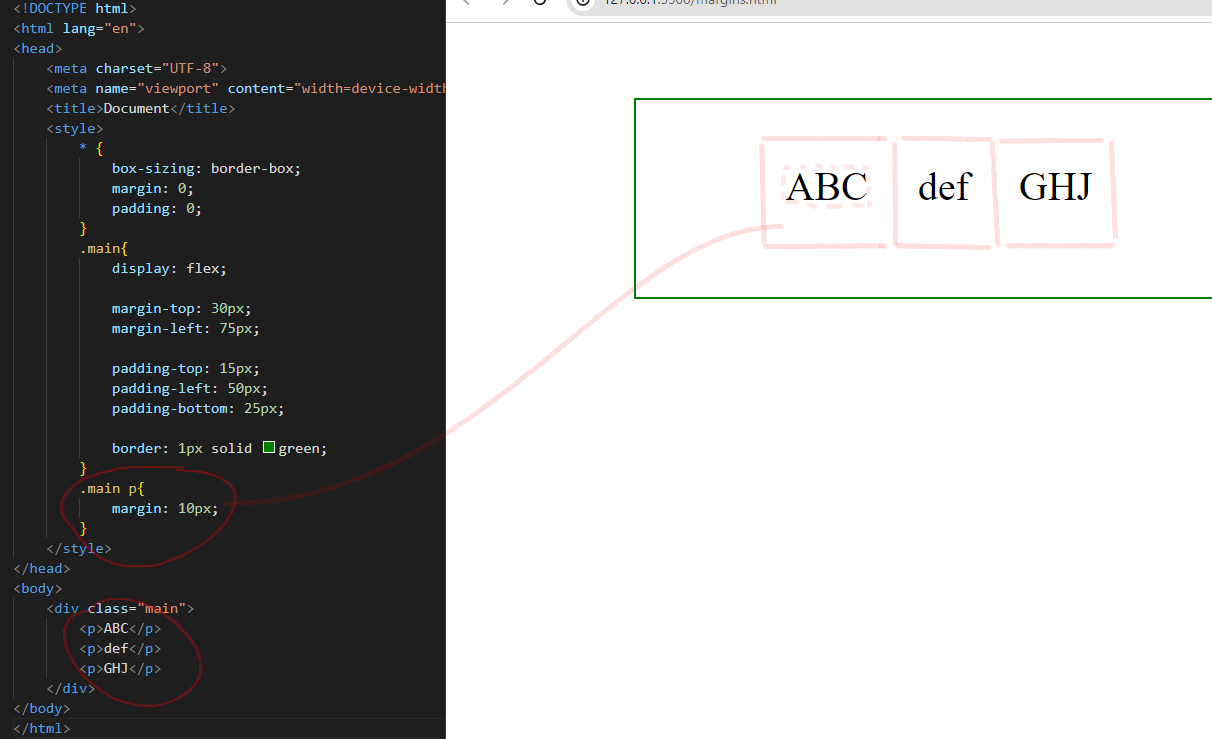 <!DOCTYPE html>
<html lang="en">
<head>
<meta charset="UTF-8">
<meta name="viewport" content="width=device-width
<title>Document</title>
<style>
* {
box-sizing: border-box;
margin: 0;
padding: 0;
}
.main{
display: flex;
margin-top: 30px;
margin-left: 75px;
padding-top: 15px;
padding-left: 50px;
padding-bottom: 25px;
border: 1px solid green;
}
.main p{
margin: 10px;
}
</style>
</head>
<body>
<div class="main">
<p>ABC</p>
<p>def</p>
<p>GHJ</p>
</div>
</body>
</html>
127.0.0.1:5500/margins.html
ABC def GHJ